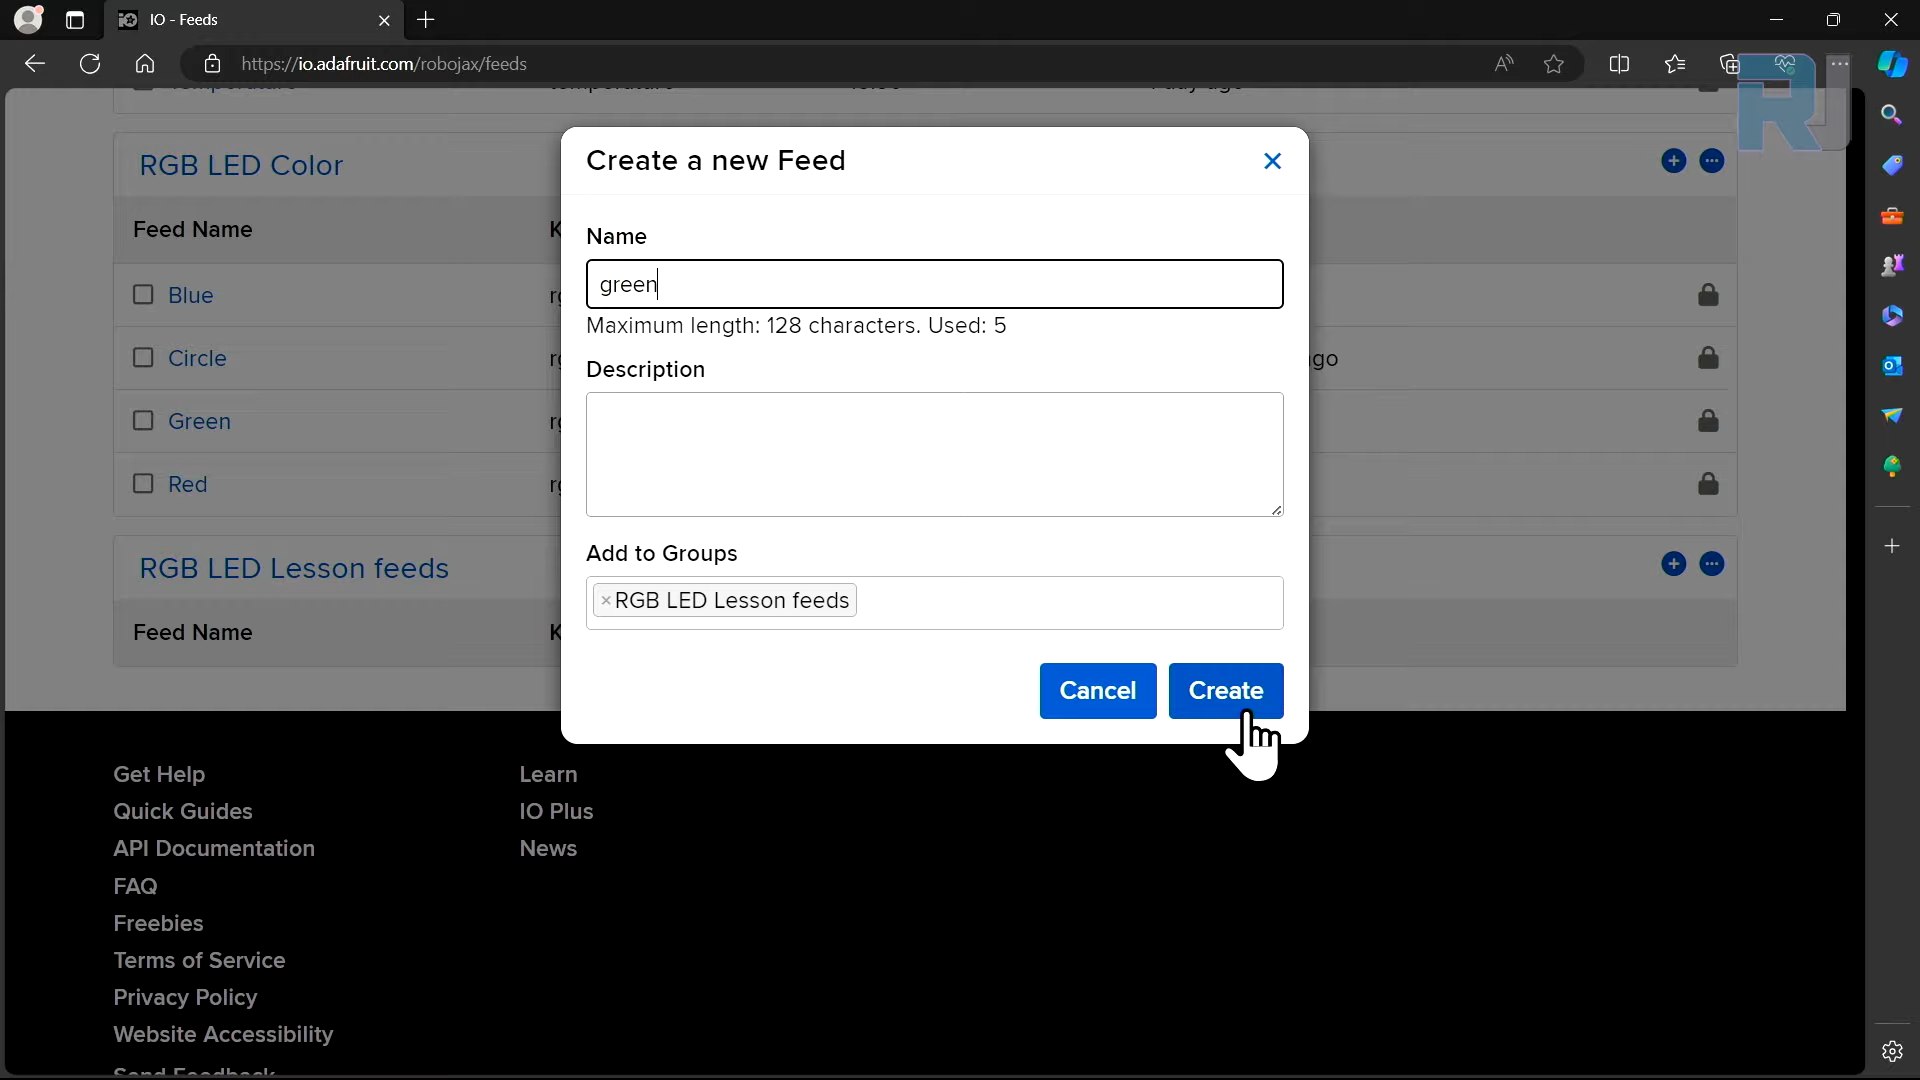 IO - Feeds
https://io.adafruit.com/robojax/feeds
RGB LED Color
Feed Name
Blue
Circle
go
Green
Red
RGB LED Lesson feeds
Feed Name
Create a new Feed
Name
green
Maximum length: 128 characters. Used: 5
Description
Add to Groups
×RGB LED Lesson feeds
Cancel
Create
Get Help
Quick Guides
API Documentation
FAQ
Freebies
Terms of Service
Privacy Policy
Website Accessibility
Learn
IO Plus
News
RJ